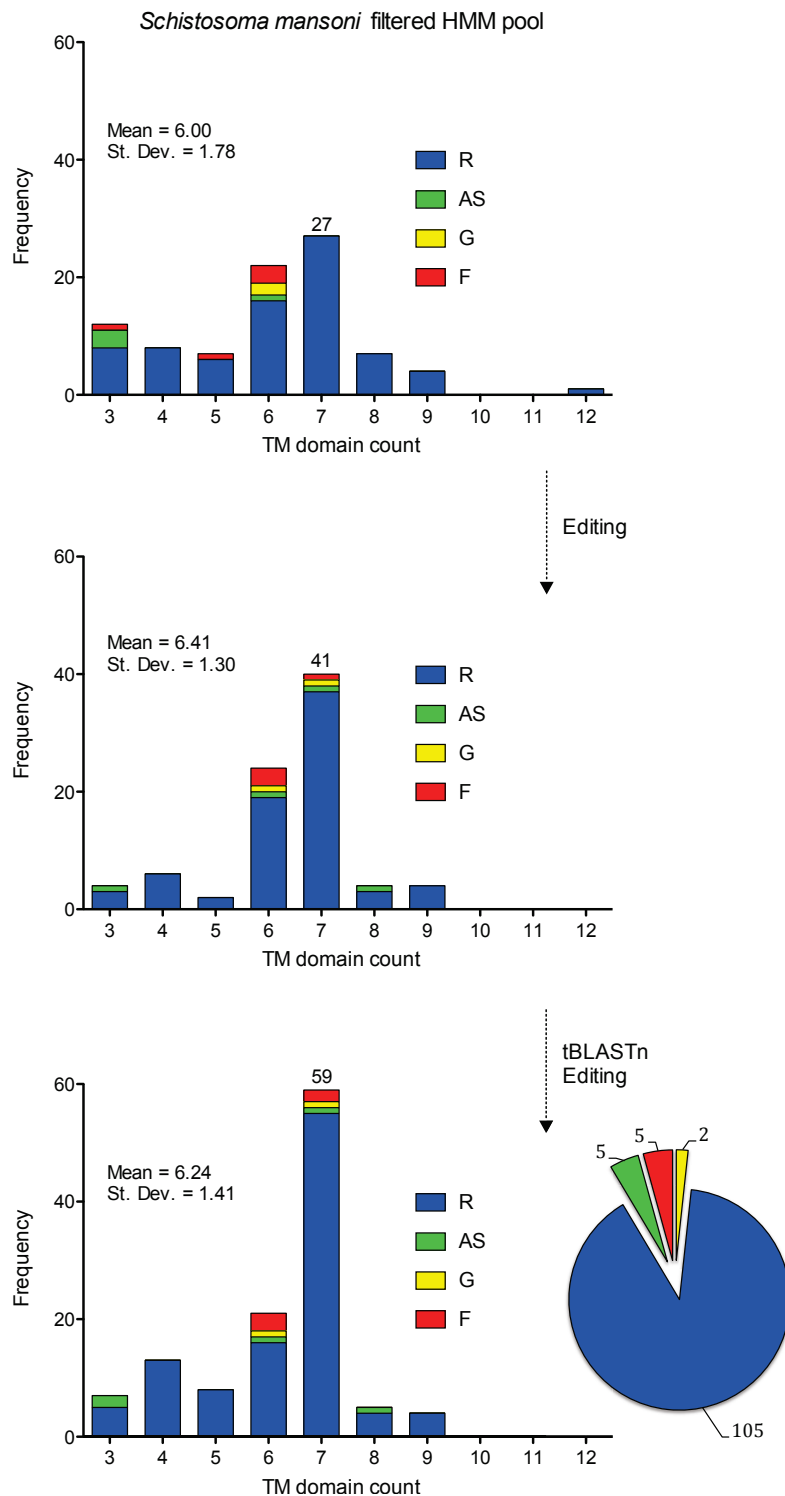 Schistosoma mansoni filtered HMM pool
60
40
20
0
Frequency
Mean = 6.00
St. Dev. = 1.78
27
R
AS
G
F
3 4 5 6 7 8 9 10 11 12
TM domain count
Editing
60
40
20
0
Frequency
Mean = 6.41
St. Dev. = 1.30
41
R
AS
G
F
3 4 5 6 7 8 9 10 11 12
TM domain count
tBLASTn
Editing
60
40
20
0
Frequency
Mean = 6.24
St. Dev. = 1.41
59
R
AS
G
F
3 4 5 6 7 8 9 10 11 12
TM domain count
5 5 2
105